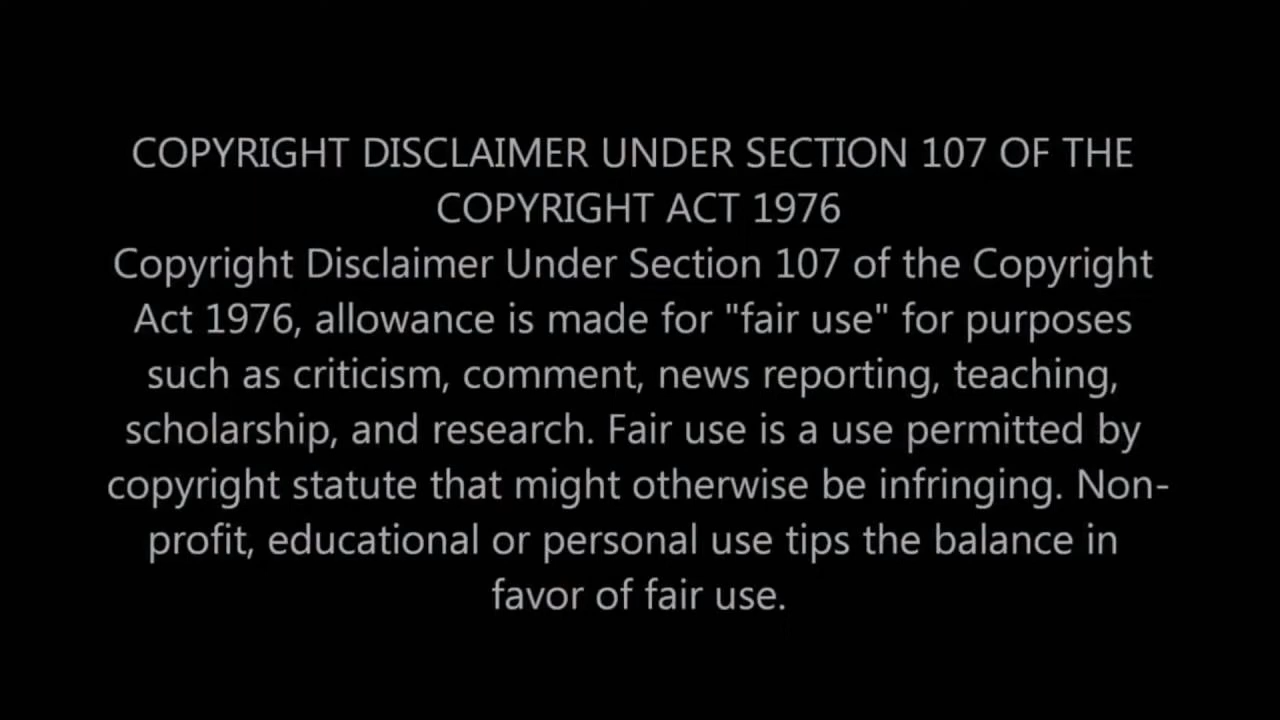 COPYRIGHT DISCLAIMER UNDER SECTION 107 OF THE
COPYRIGHT ACT 1976
Copyright Disclaimer Under Section 107 of the Copyright
Act 1976, allowance is made for "fair use" for purposes
such as criticism, comment, news reporting, teaching,
scholarship, and research. Fair use is a use permitted by
copyright statute that might otherwise be infringing. Non-
profit, educational or personal use tips the balance in
favor of fair use.